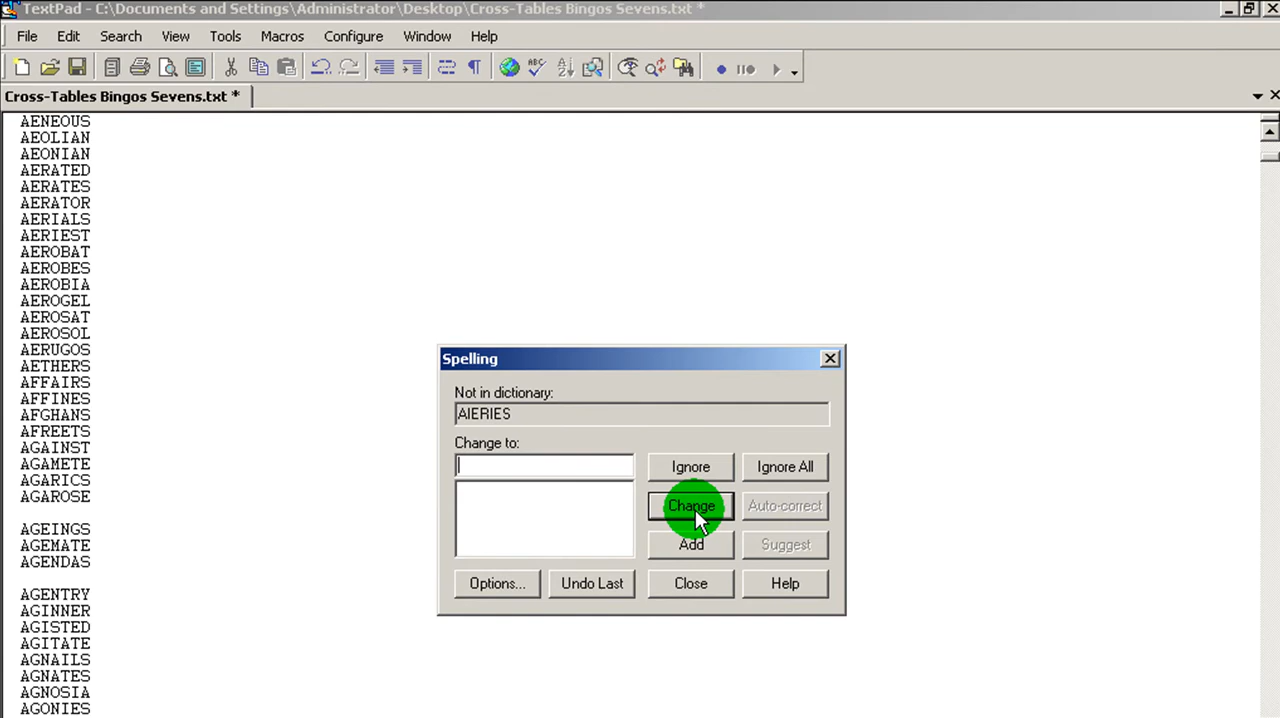 TextPad - C:\Documents and Settings\Administrator\Desktop\Cross-Tables Bingos Sevens.txt *
File Edit Search View Tools Macros Configure Window Help
ABC
Cross-Tables Bingos Sevens.txt *
AENEOUS
AEOLIAN
AEONIAN
AERATED
AERATES
AERATOR
AERIALS
AERIEST
AEROBAT
AEROBES
AEROBIA
AEROGEL
AEROSAT
AEROSOL
AERUGOS
AETHERS
AFFAIRS
AFFINES
AFGHANS
AFREETS
AGAINST
AGAMETE
AGARICS
AGAROSE
AGEINGS
AGEMATE
AGENDAS
AGENTRY
AGINNER
AGISTED
AGITATE
AGNAILS
AGNATES
AGNOSIA
AGONIES
Spelling
Not in dictionary:
AIERIES
Change to:
Ignore Ignore All
Change Auto-correct
Add Suggest
Options... Undo Last Close Help